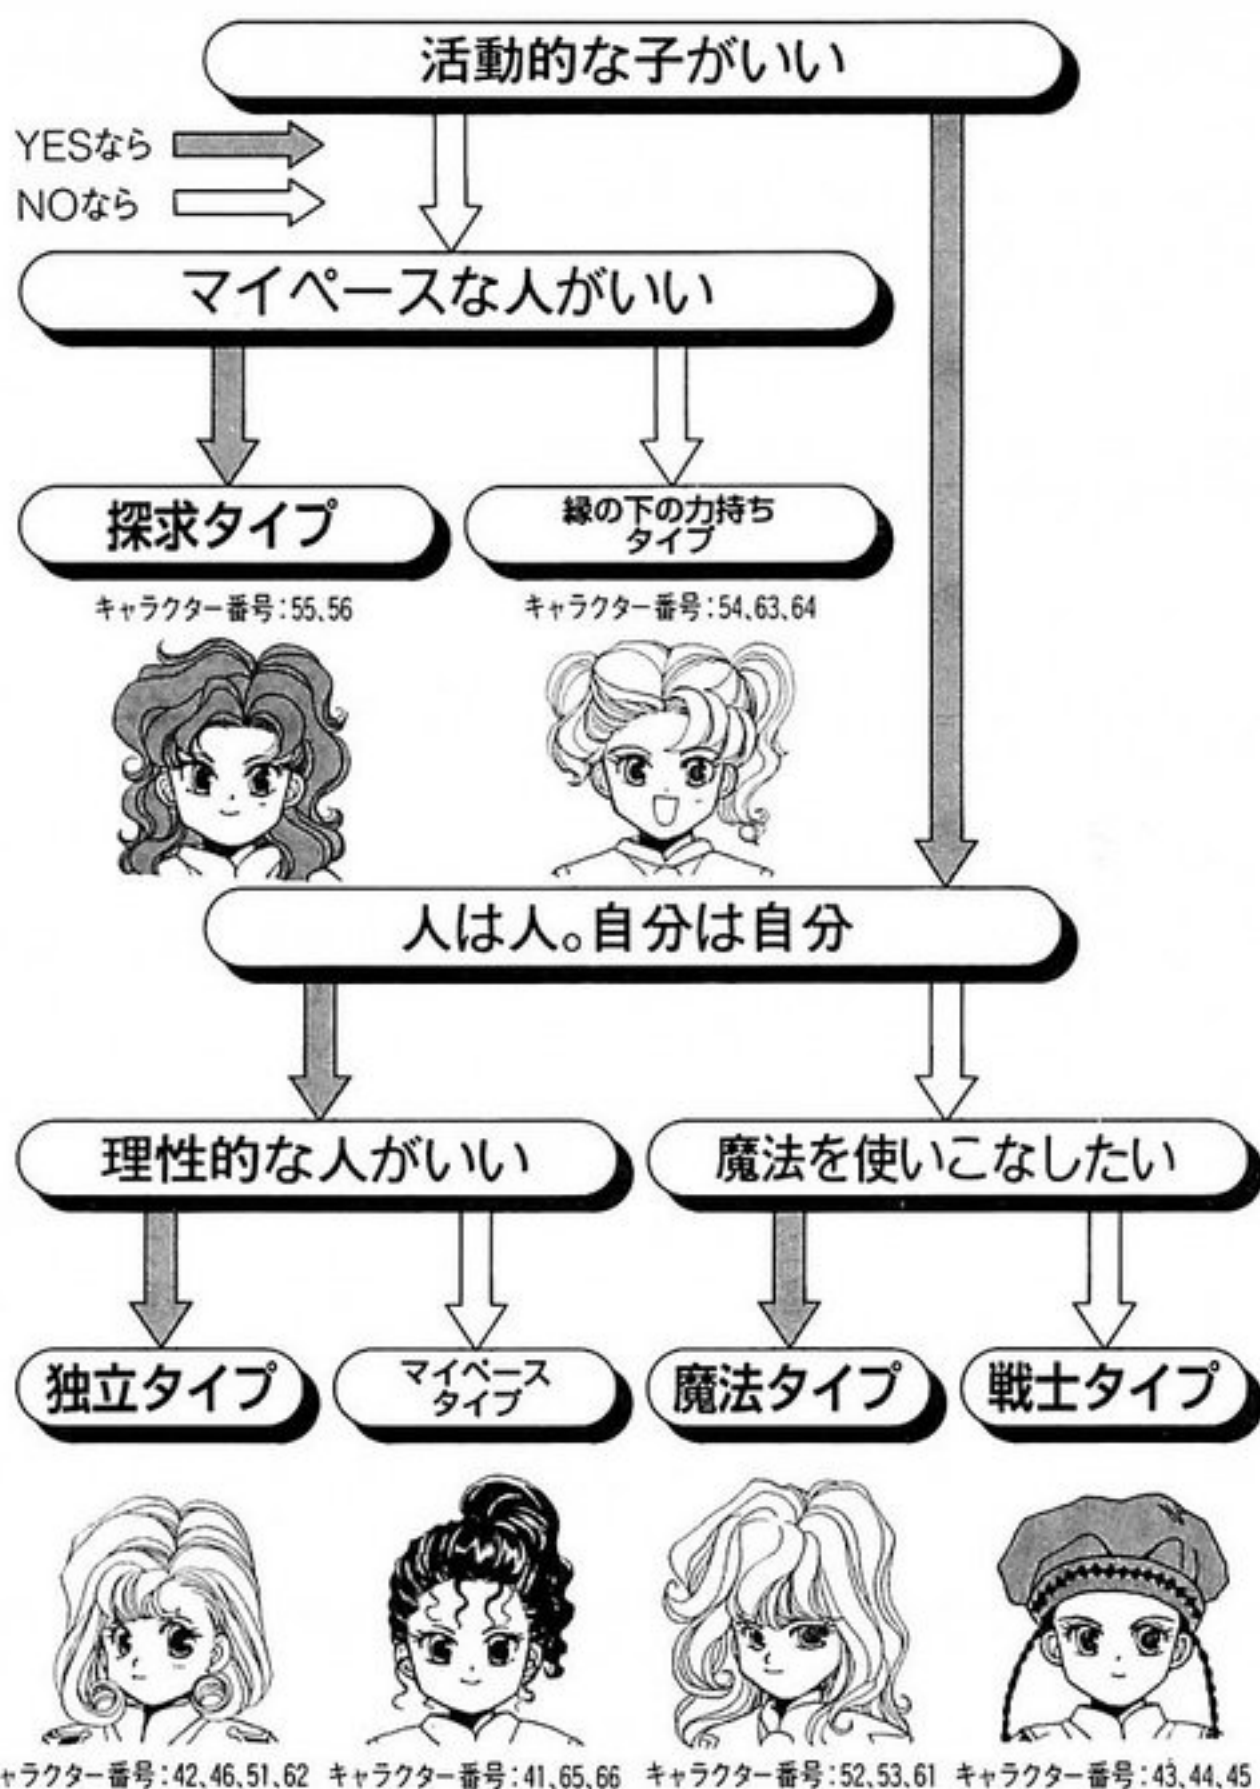 活動的な子がいい
YESなら
NOなら
マイペースな人がいい
探求タイプ
縁の下の力持ち
タイプ
キャラクター番号:55、56
キャラクター番号:54、63、64
人は人。自分は自分
理性的な人がいい
魔法を使いこなしたい
独立タイプ
マイペース
タイプ
魔法タイプ
戦士タイプ
ャラクター番号:42、46、51、62
キャラクター番号:41、65、66
キャラクター番号:52、53、61
キャラクター番号:43、44、45